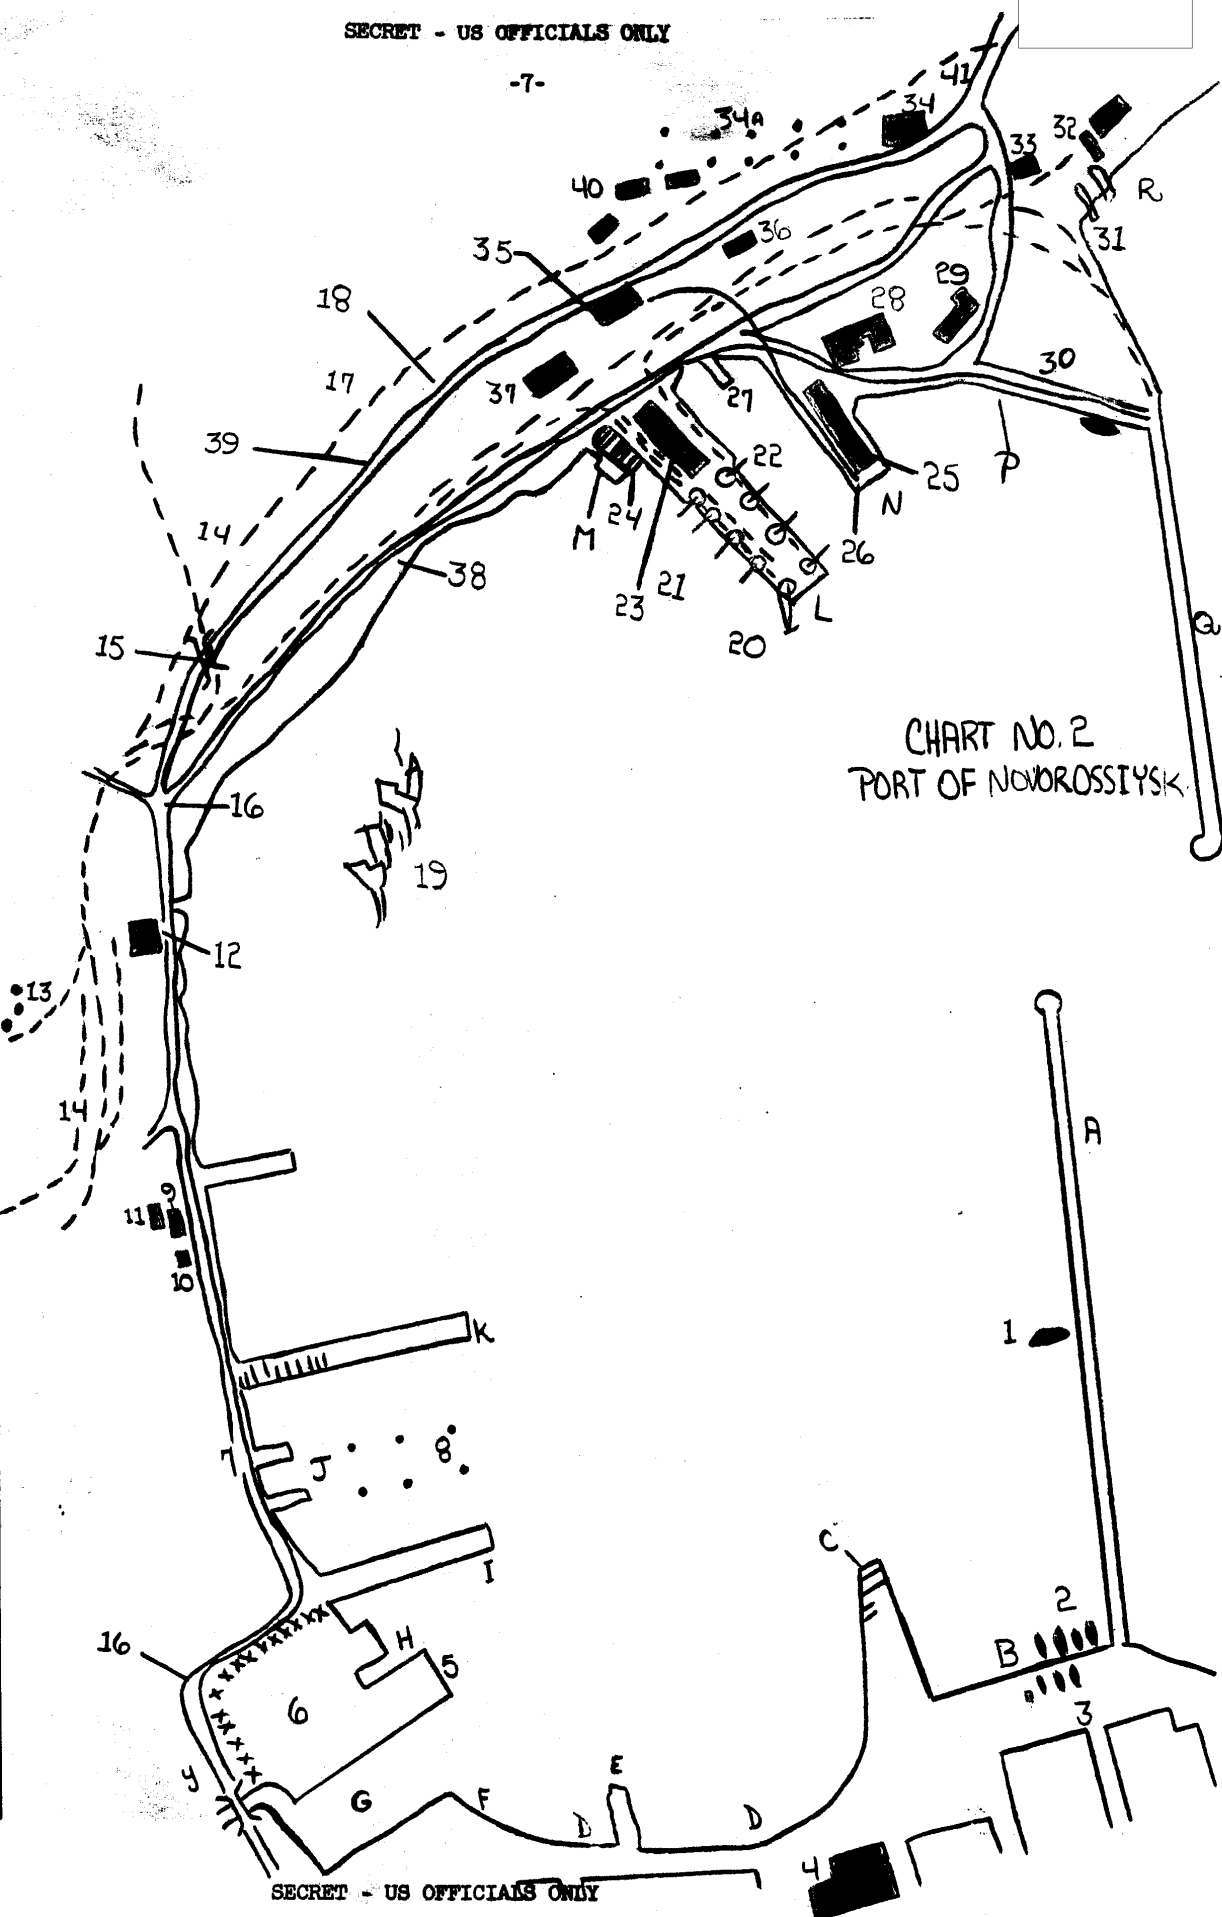 SECRET - US OFFICIALS ONLY
-7-
41
34A
34
32
33
40
R
36
31
35
29
18
28
30
17
37
27
39
22
25
P
N
14
24
M
26
38
21
23
L
20
Q
15
CHART NO. 2
PORT OF NOVOROSSIYSK
16
19
12
13
14
A
9
11
10
1
K
7
J
8
C
I
2
16
H
B
5
6
3
E
y
G
F
D
D
4
SECRET - US OFFICIALS ONLY